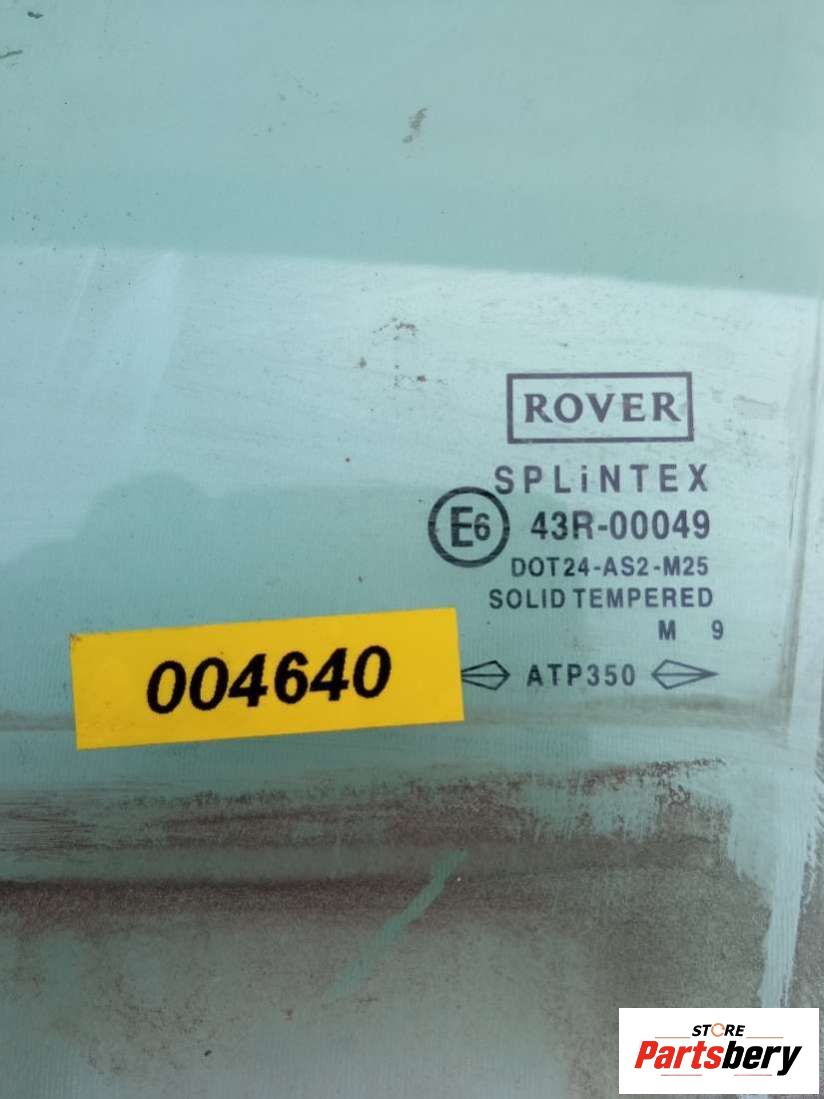 ROVER
SPLiNTEX
E6 43R-00049
DOT24-AS2-M25
SOLID TEMPERED
M 9
ATP350
004640
STORE
Partsbery